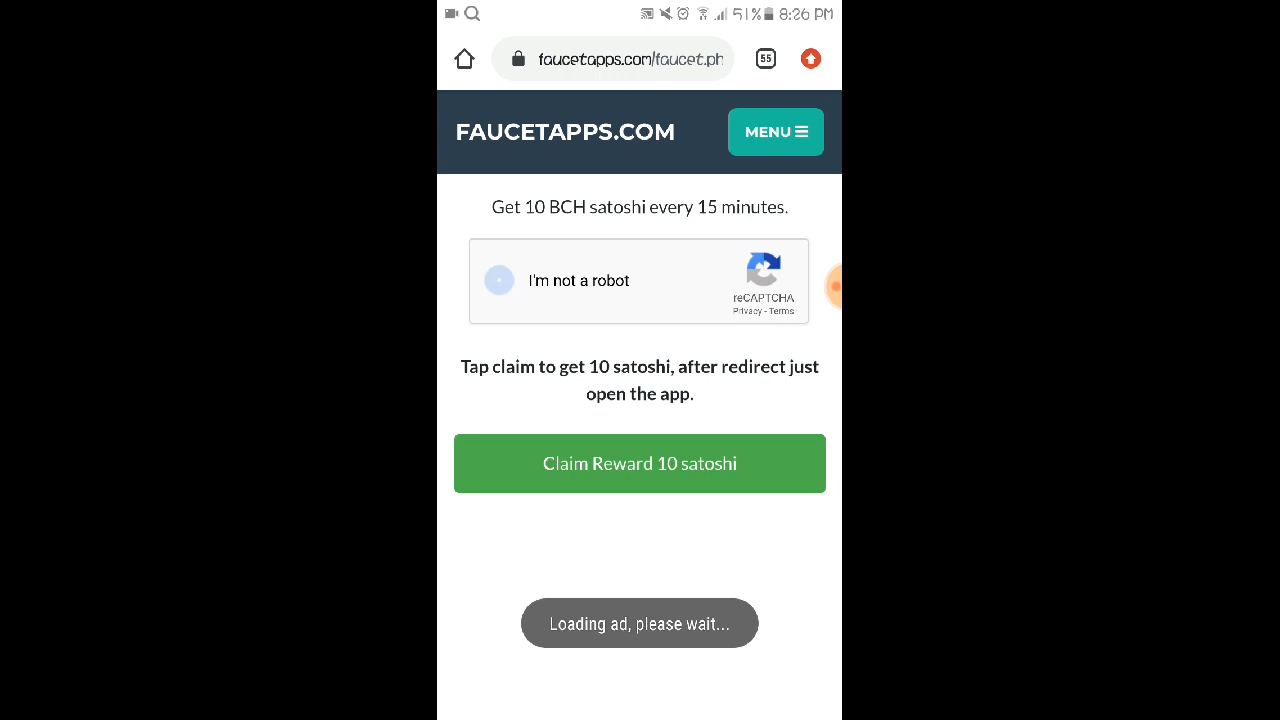 51% 8:26 PM
faucetapps.com/faucet.ph
55
FAUCETAPPS.COM
MENU
Get 10 BCH satoshi every 15 minutes.
I'm not a robot
reCAPTCHA
Privacy - Terms
Tap claim to get 10 satoshi, after redirect just
open the app.
Claim Reward 10 satoshi
Loading ad, please wait...